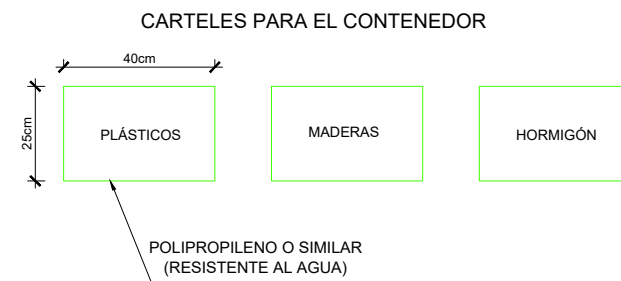 CARTELES PARA EL CONTENEDOR
40cm
25cm
PLÁSTICOS
MADERAS
HORMIGÓN
POLIPROPILENO O SIMILAR
(RESISTENTE AL AGUA)